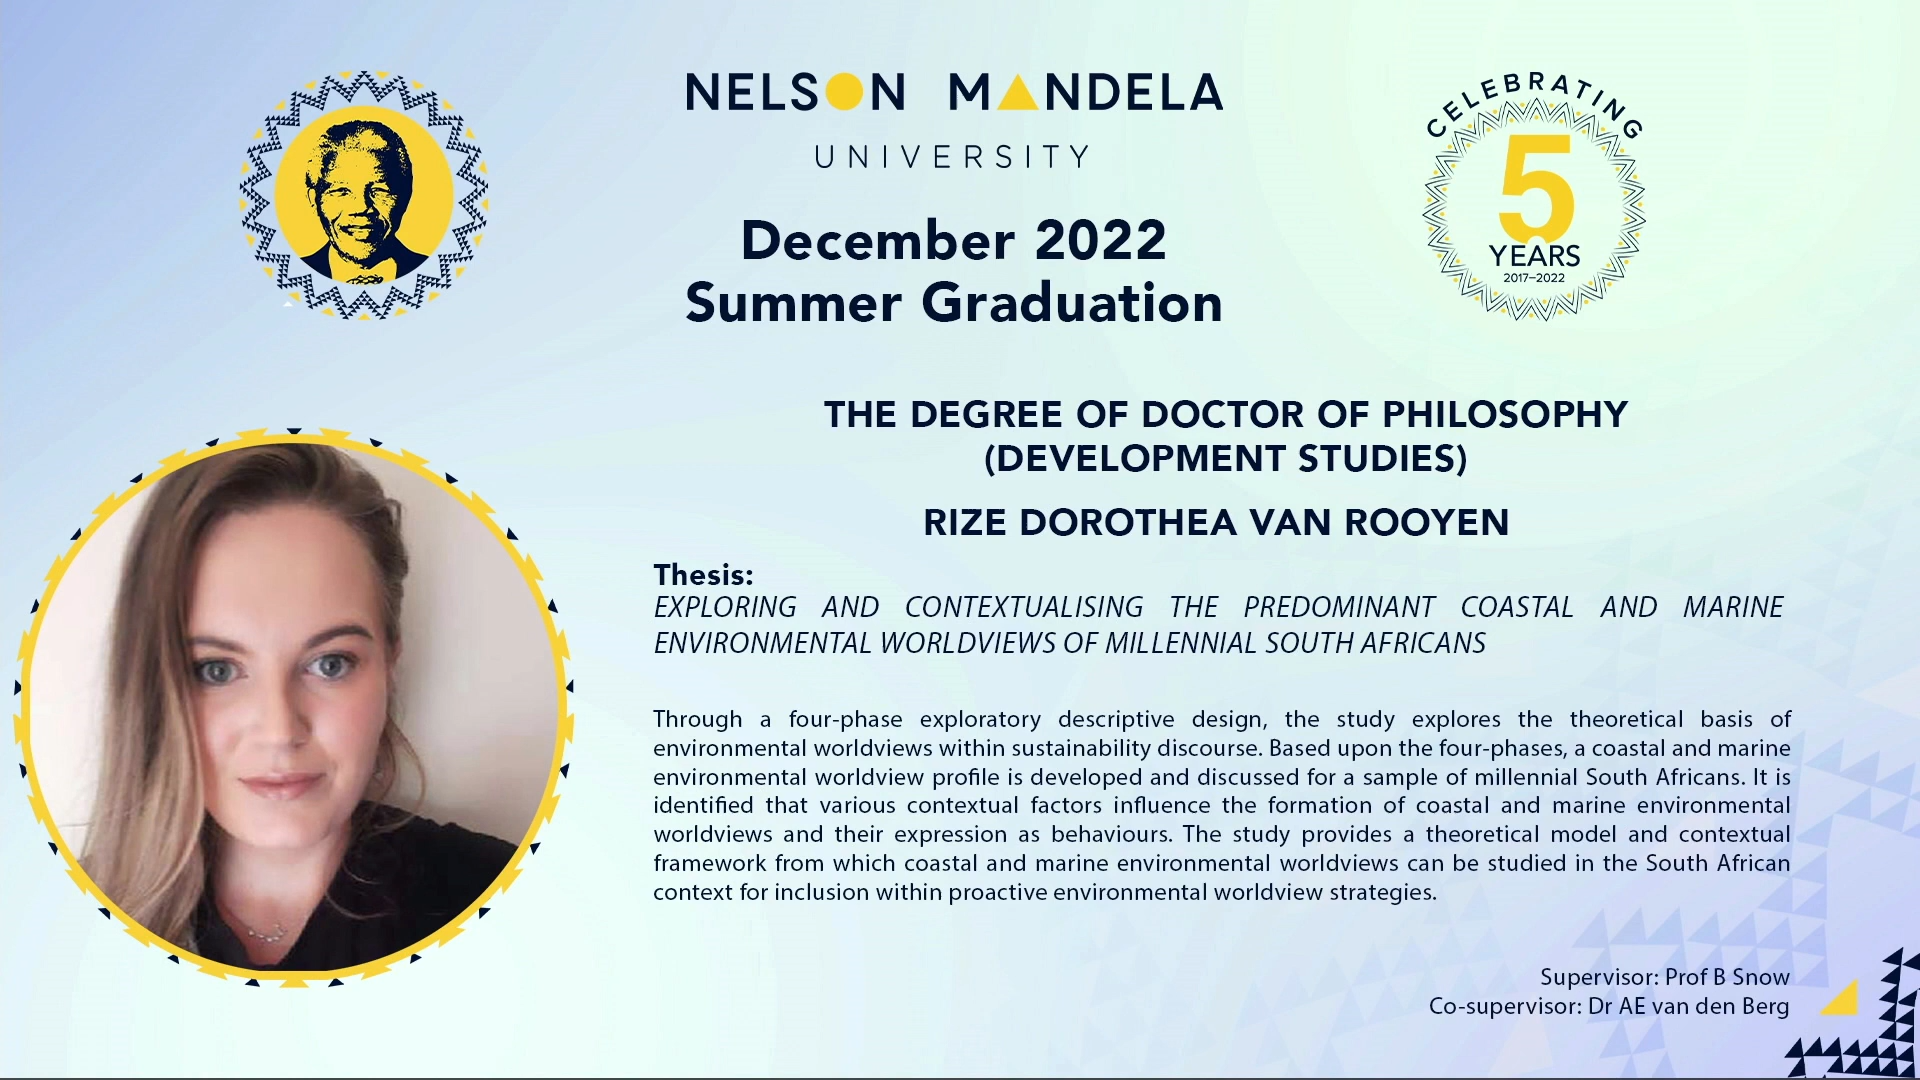 NELSON MANDELA
UNIVERSITY
CELEBRATING
5
YEARS
2017–2022
December 2022
Summer Graduation
THE DEGREE OF DOCTOR OF PHILOSOPHY
(DEVELOPMENT STUDIES)
RIZE DOROTHEA VAN ROOYEN
Thesis:
EXPLORING AND CONTEXTUALISING THE PREDOMINANT COASTAL AND MARINE
ENVIRONMENTAL WORLDVIEWS OF MILLENNIAL SOUTH AFRICANS
Through a four-phase exploratory descriptive design, the study explores the theoretical basis of
environmental worldviews within sustainability discourse. Based upon the four-phases, a coastal and marine
environmental worldview profile is developed and discussed for a sample of millennial South Africans. It is
identified that various contextual factors influence the formation of coastal and marine environmental
worldviews and their expression as behaviours. The study provides a theoretical model and contextual
framework from which coastal and marine environmental worldviews can be studied in the South African
context for inclusion within proactive environmental worldview strategies.
Supervisor: Prof B Snow
Co-supervisor: Dr AE van den Berg